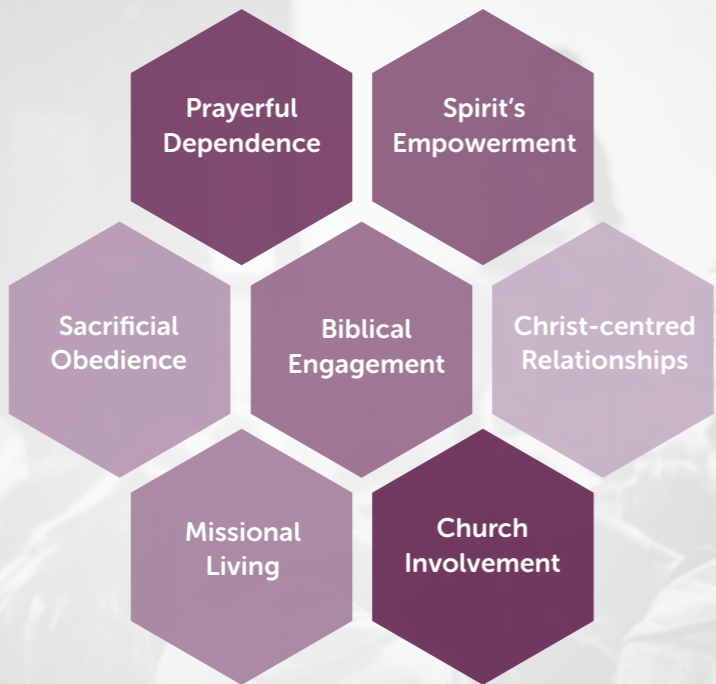 Prayerful
Dependence
Spirit's
Empowerment
Sacrificial
Obedience
Biblical
Engagement
Christ-centred
Relationships
Missional
Living
Church
Involvement